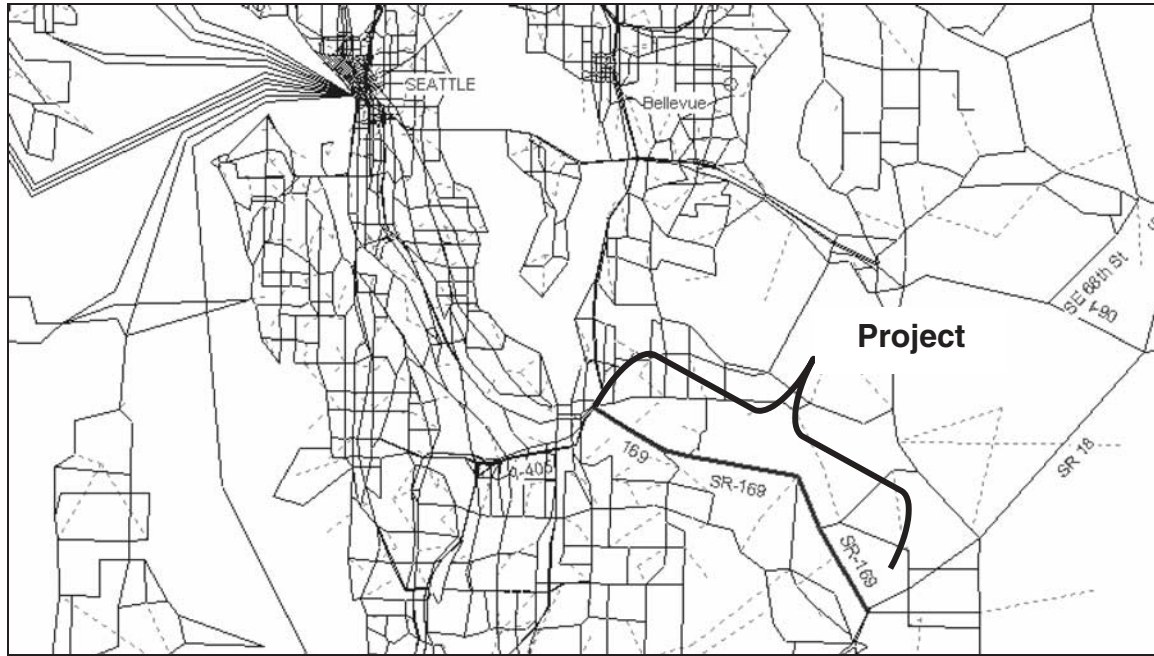 SEATTLE
Bellevue
SE 68th St
I-90
Project
169
SR-169
I-405
SR 18
SR-169